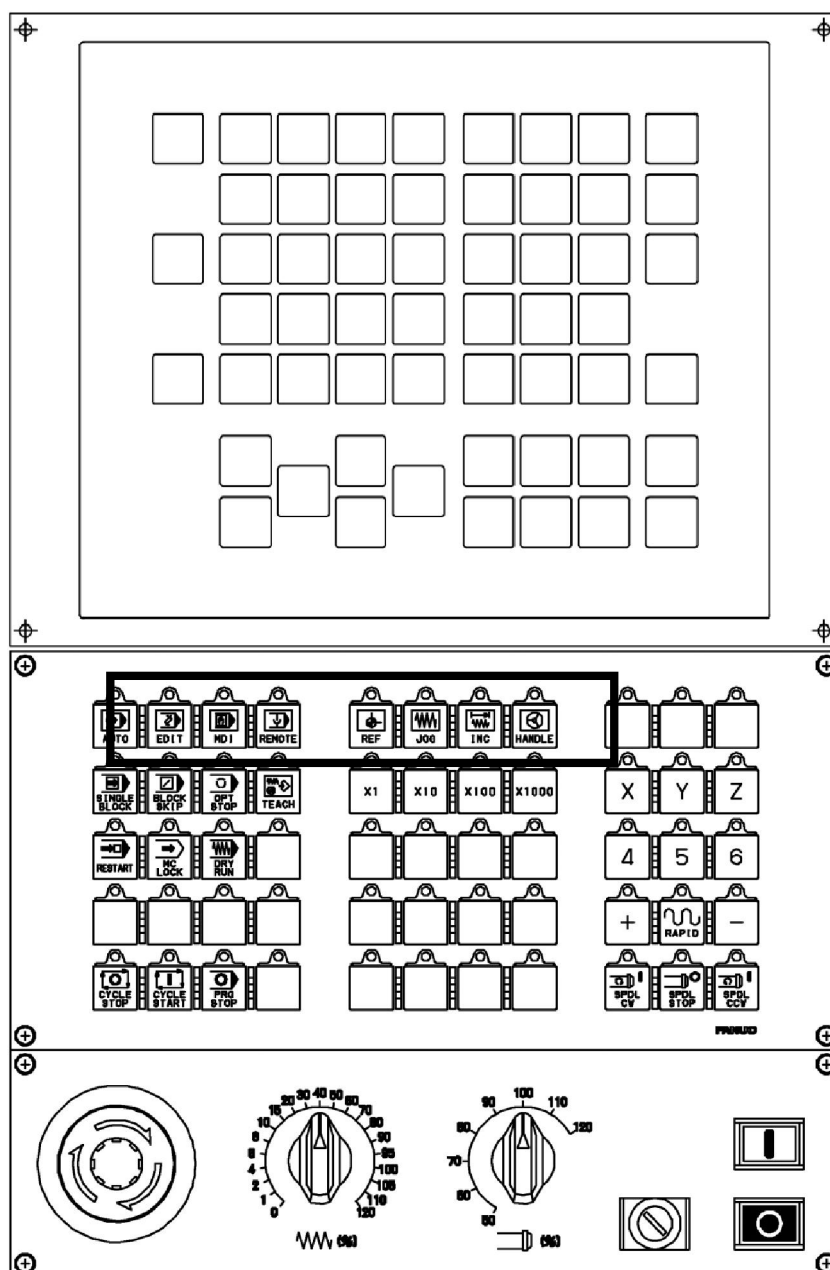 AUTO EDIT MDI REMOTE REF JOG INC HANDLE
SINGLE BLOCK BLOCK SKIP OPT STOP TEACH X1 X10 X100 X1000 X Y Z
RESTART MC LOCK DRY RUN 4 5 6
+ RAPID -
CYCLE STOP CYCLE START PRG STOP SPDL CW SPDL STOP SPDL CCW
FANUC
0 1 2 4 6 8 10 15 20 30 40 50 60 70 80 90 95 100 105 110 120
(%)
50 60 70 80 90 100 110 120
(%)